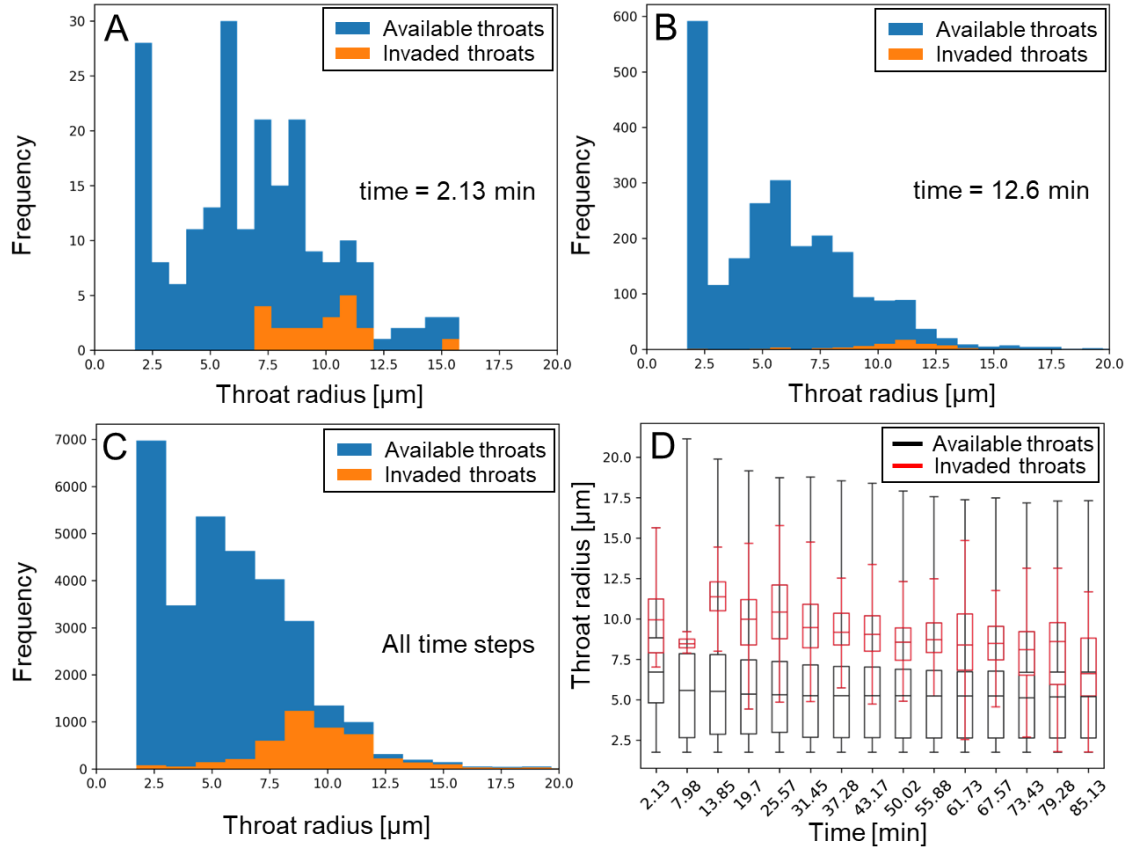 A
Available throats
Invaded throats
30
25
20
15
10
5
0
Frequency
time = 2.13 min
0.0 2.5 5.0 7.5 10.0 12.5 15.0 17.5 20.0
Throat radius [µm]
B
Available throats
Invaded throats
600
500
400
300
200
100
0
Frequency
time = 12.6 min
0.0 2.5 5.0 7.5 10.0 12.5 15.0 17.5 20.0
Throat radius [µm]
C
Available throats
Invaded throats
7000
6000
5000
4000
3000
2000
1000
0
Frequency
All time steps
0.0 2.5 5.0 7.5 10.0 12.5 15.0 17.5 20.0
Throat radius [µm]
D
Available throats
Invaded throats
20.0
17.5
15.0
12.5
10.0
7.5
5.0
2.5
Throat radius [µm]
2.13 7.98 13.85 19.7 25.57 31.45 37.28 43.17 50.02 55.88 61.73 67.57 73.43 79.28 85.13
Time [min]